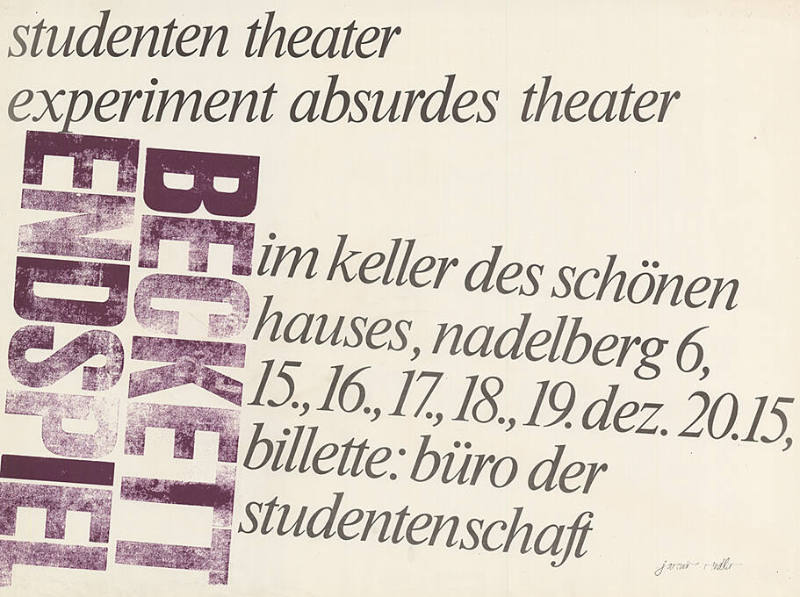 studenten theater
experiment absurdes theater
BECKETT
ENDSPIEL
im keller des schönen
hauses, nadelberg 6,
15., 16., 17., 18., 19. dez. 20.15,
billette: büro der
studentenschaft